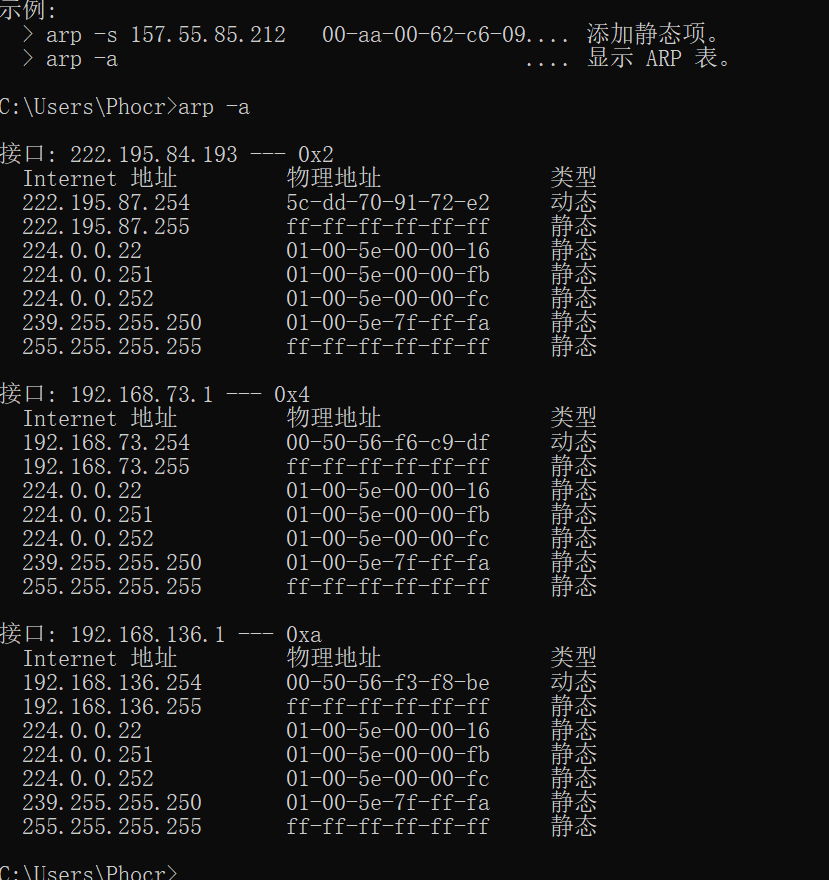 示例:
> arp -s 157.55.85.212 00-aa-00-62-c6-09.... 添加静态项。
> arp -a .... 显示 ARP 表。
C:\Users\Phocr>arp -a
接口: 222.195.84.193 --- 0x2
Internet 地址 物理地址 类型
222.195.87.254 5c-dd-70-91-72-e2 动态
222.195.87.255 ff-ff-ff-ff-ff-ff 静态
224.0.0.22 01-00-5e-00-00-16 静态
224.0.0.251 01-00-5e-00-00-fb 静态
224.0.0.252 01-00-5e-00-00-fc 静态
239.255.255.250 01-00-5e-7f-ff-fa 静态
255.255.255.255 ff-ff-ff-ff-ff-ff 静态
接口: 192.168.73.1 --- 0x4
Internet 地址 物理地址 类型
192.168.73.254 00-50-56-f6-c9-df 动态
192.168.73.255 ff-ff-ff-ff-ff-ff 静态
224.0.0.22 01-00-5e-00-00-16 静态
224.0.0.251 01-00-5e-00-00-fb 静态
224.0.0.252 01-00-5e-00-00-fc 静态
239.255.255.250 01-00-5e-7f-ff-fa 静态
255.255.255.255 ff-ff-ff-ff-ff-ff 静态
接口: 192.168.136.1 --- 0xa
Internet 地址 物理地址 类型
192.168.136.254 00-50-56-f3-f8-be 动态
192.168.136.255 ff-ff-ff-ff-ff-ff 静态
224.0.0.22 01-00-5e-00-00-16 静态
224.0.0.251 01-00-5e-00-00-fb 静态
224.0.0.252 01-00-5e-00-00-fc 静态
239.255.255.250 01-00-5e-7f-ff-fa 静态
255.255.255.255 ff-ff-ff-ff-ff-ff 静态
C:\Users\Phocr>